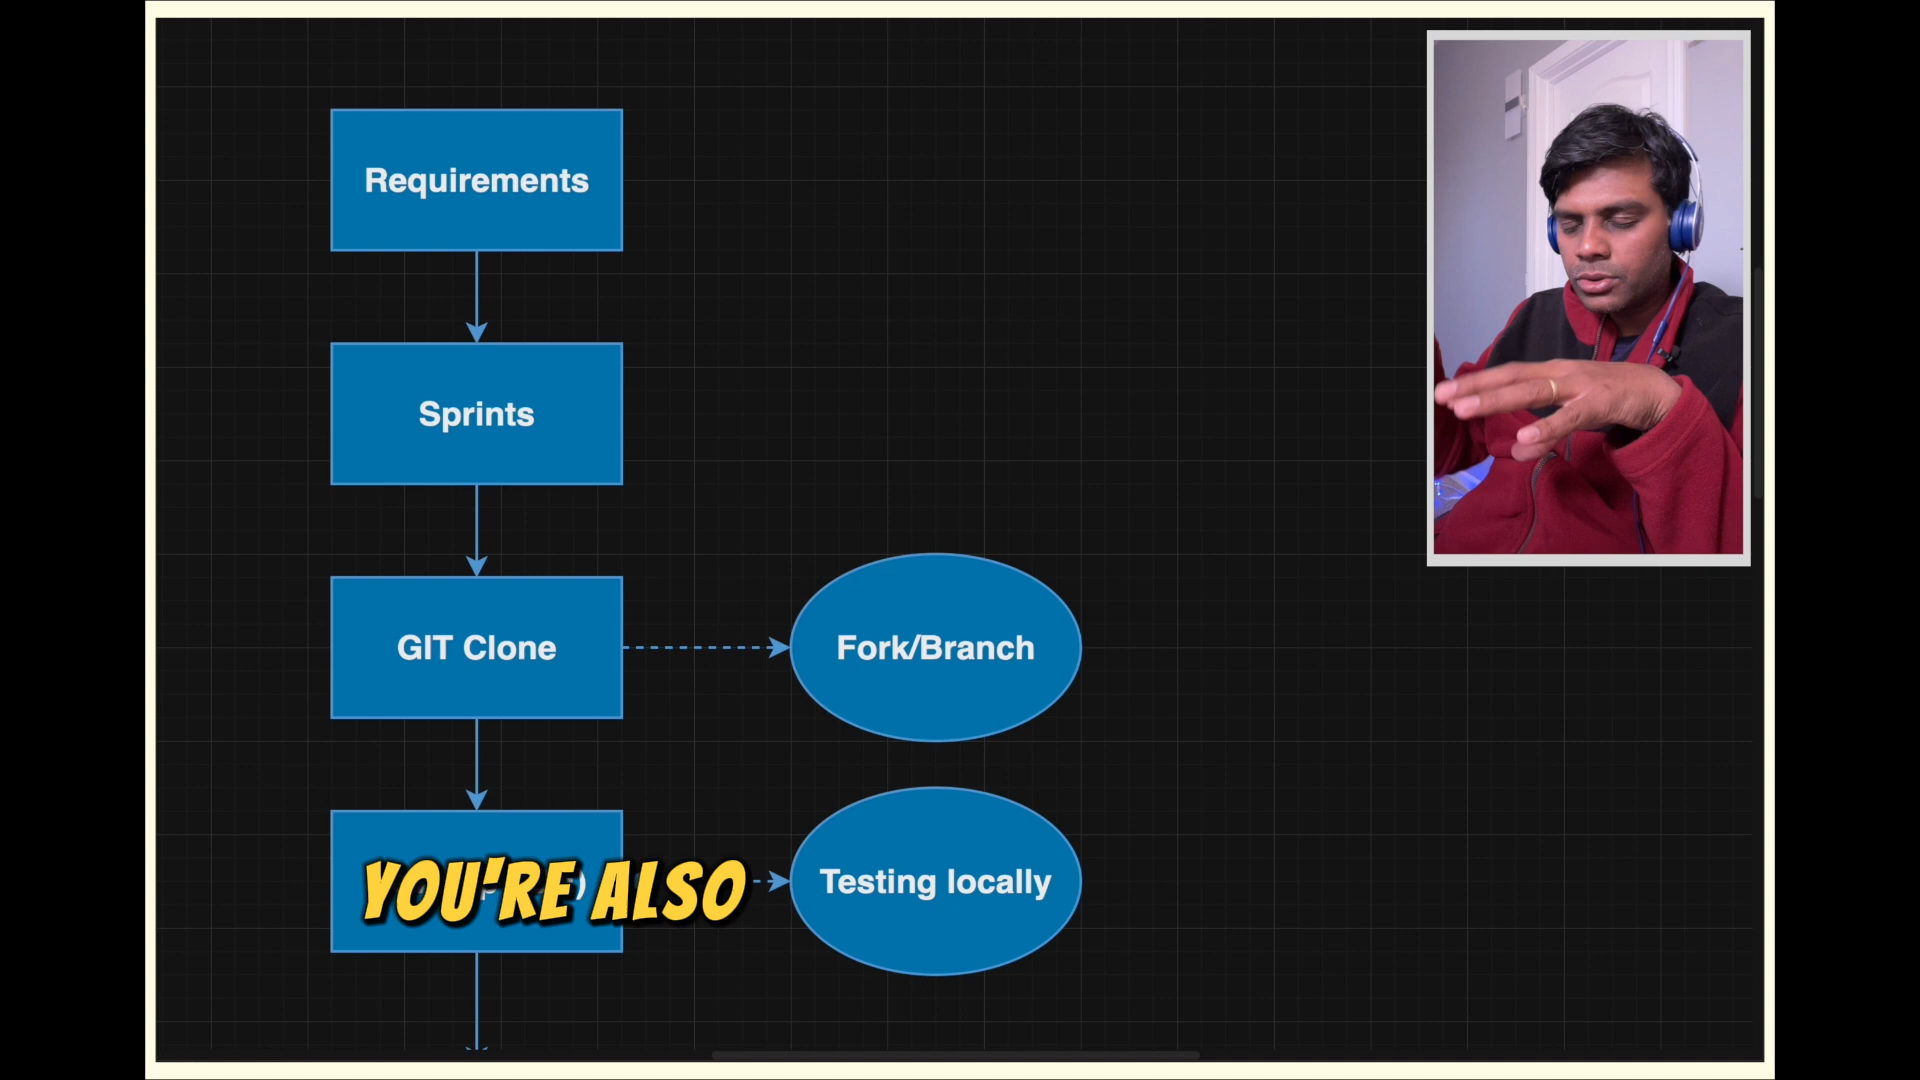 Requirements
Sprints
GIT Clone
Fork/Branch
YOU'RE ALSO
Testing locally